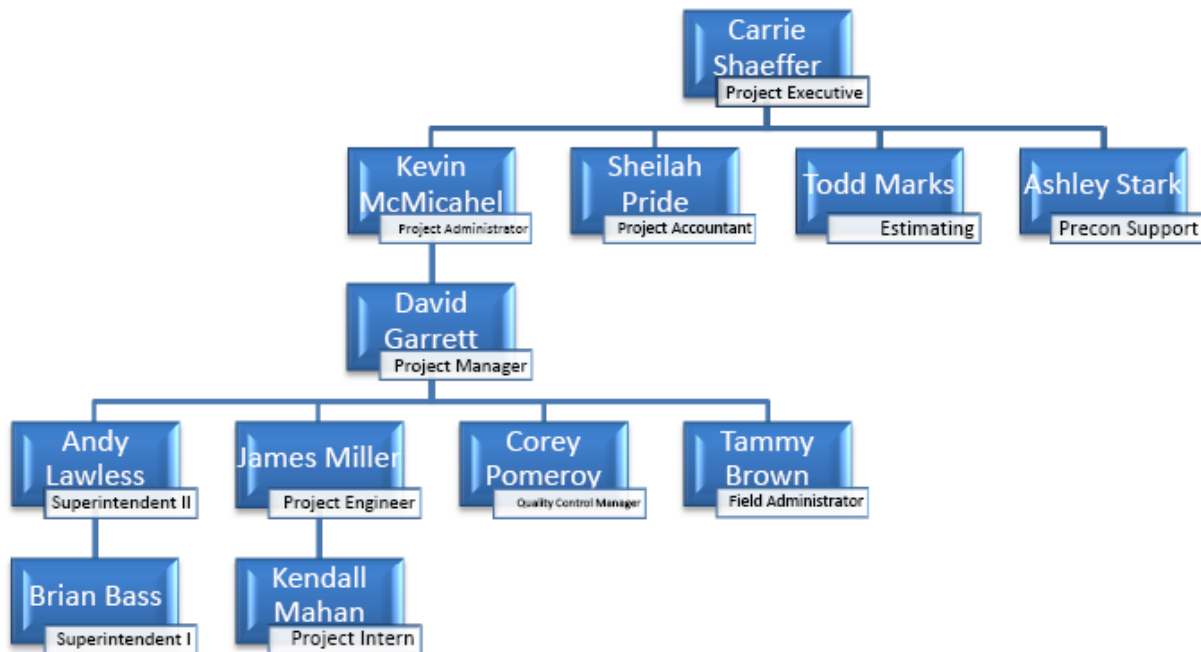 Carrie
Shaeffer
Project Executive
Kevin
McMicahel
Project Administrator
Sheilah
Pride
Project Accountant
Todd Marks
Estimating
Ashley Stark
Precon Support
David
Garrett
Project Manager
Andy
Lawless
Superintendent II
James Miller
Project Engineer
Corey
Pomeroy
Quality Control Manager
Tammy
Brown
Field Administrator
Brian Bass
Superintendent I
Kendall
Mahan
Project Intern